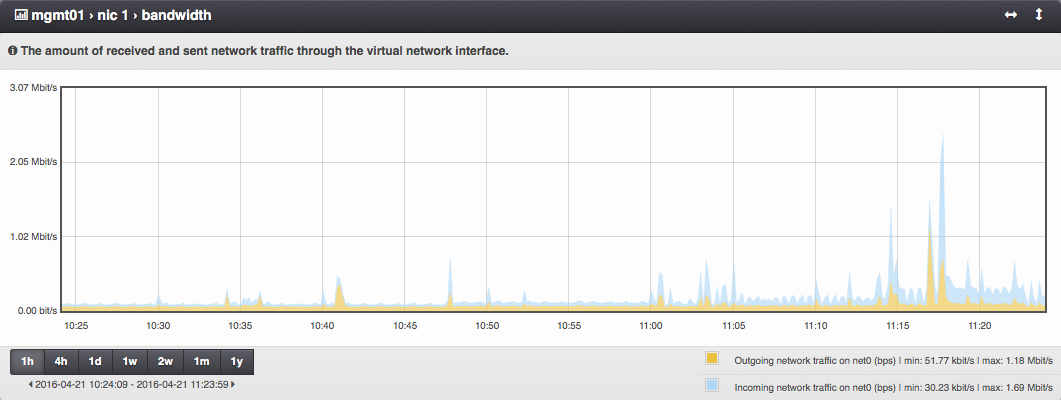 mgmt01 › nic 1 › bandwidth
The amount of received and sent network traffic through the virtual network interface.
3.07 Mbit/s
2.05 Mbit/s
1.02 Mbit/s
0.00 bit/s
10:25 10:30 10:35 10:40 10:45 10:50 10:55 11:00 11:05 11:10 11:15 11:20
1h 4h 1d 1w 2w 1m 1y
2016-04-21 10:24:09 - 2016-04-21 11:23:59
Outgoing network traffic on net0 (bps) | min: 51.77 kbit/s | max: 1.18 Mbit/s
Incoming network traffic on net0 (bps) | min: 30.23 kbit/s | max: 1.69 Mbit/s